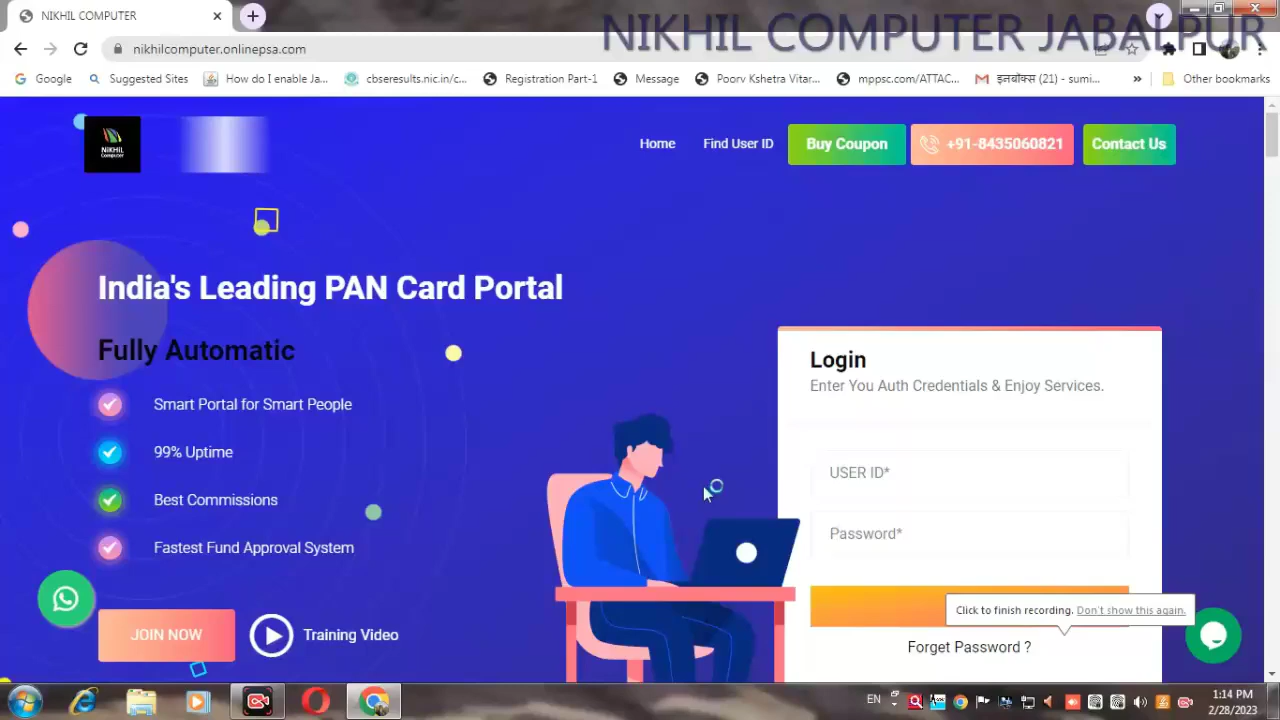 NIKHIL COMPUTER
NIKHIL COMPUTER JABALPUR
nikhilcomputer.onlinepsa.com
Google
Suggested Sites
How do I enable Ja...
cbseresults.nic.in/c...
Registration Part-1
Message
Poorv Kshetra Vitar...
mppsc.com/ATTAC...
इनबॉक्स (21) - sumi...
»
Other bookmarks
NiKHiL
Computer
Home
Find User ID
Buy Coupon
+91-8435060821
Contact Us
India's Leading PAN Card Portal
Fully Automatic
Smart Portal for Smart People
99% Uptime
Best Commissions
Fastest Fund Approval System
JOIN NOW
Training Video
Login
Enter You Auth Credentials & Enjoy Services.
USER ID*
Password*
Click to finish recording. Don't show this again.
Forget Password ?
EN
1:14 PM
2/28/2023